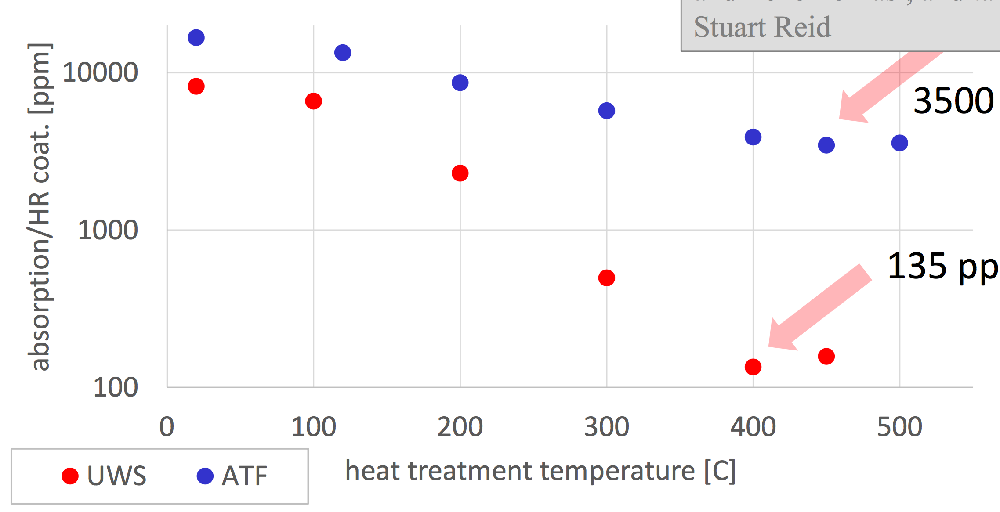 Stuart Reid
absorption/HR coat. [ppm]
10000
1000
100
3500
135 pp
0 100 200 300 400 500
heat treatment temperature [C]
UWS ATF